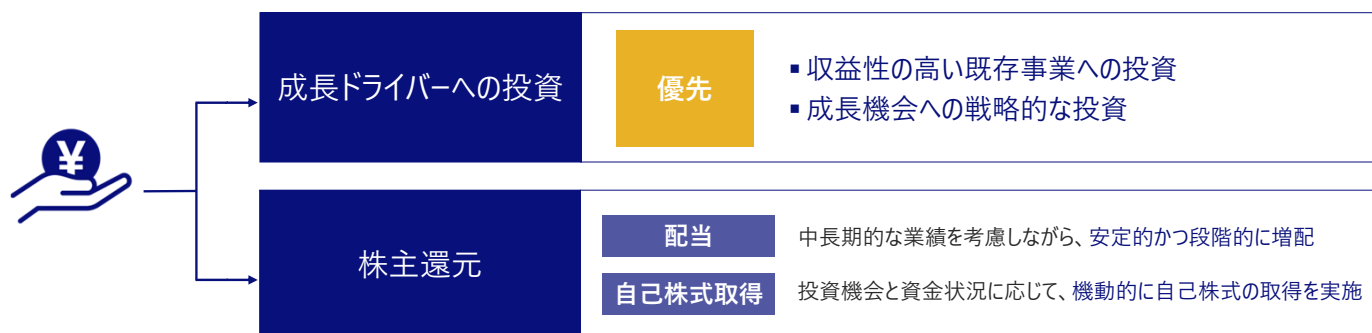 成長ドライバーへの投資
優先
▪収益性の高い既存事業への投資
▪成長機会への戦略的な投資
¥
株主還元
配当
中長期的な業績を考慮しながら、安定的かつ段階的に増配
自己株式取得
投資機会と資金状況に応じて、機動的に自己株式の取得を実施